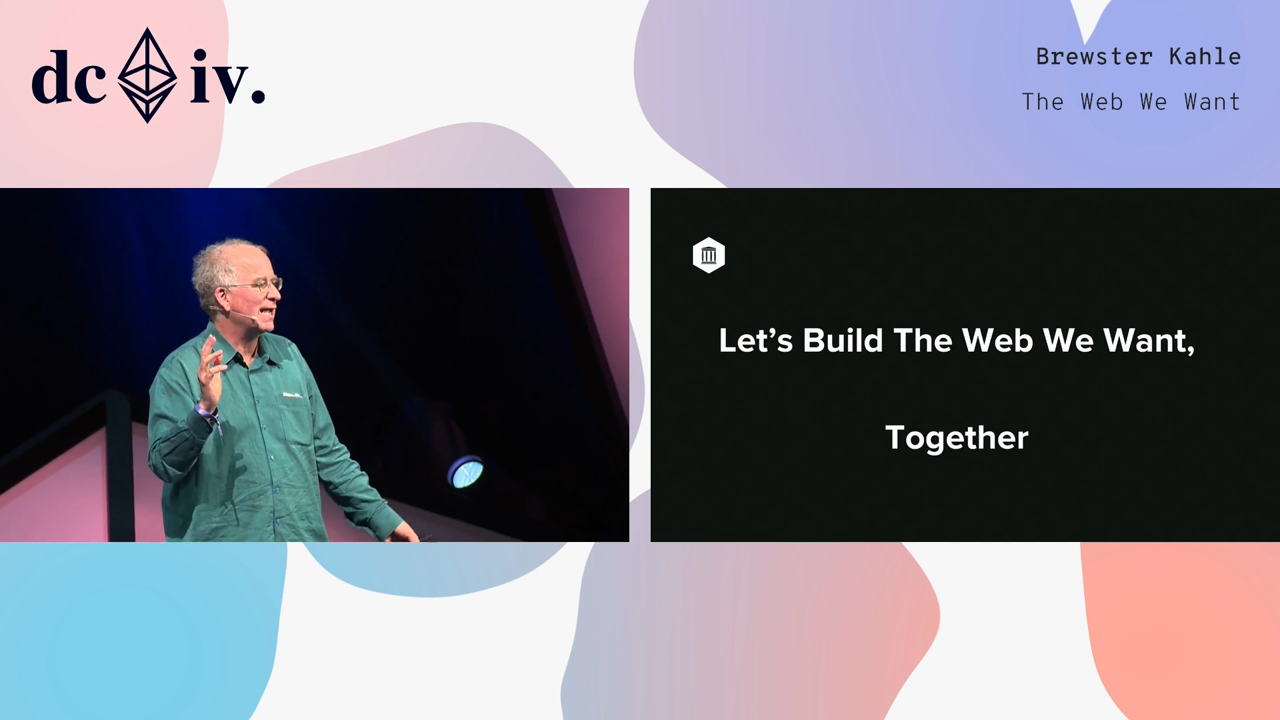 dc iv.
Brewster Kahle
The Web We Want
Let’s Build The Web We Want,
Together